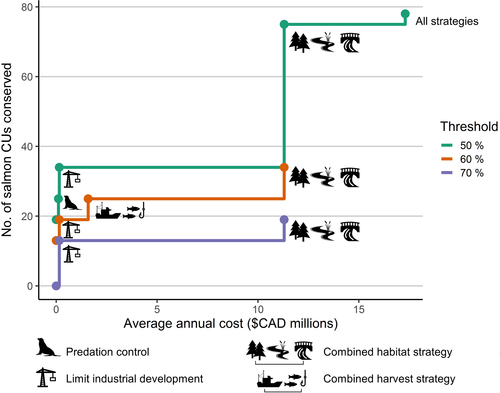 No. of salmon CUs conserved
80
60
40
20
0
0
5
10
15
All strategies
Threshold
50 %
60 %
70 %
Average annual cost ($CAD millions)
Predation control
Combined habitat strategy
Limit industrial development
Combined harvest strategy